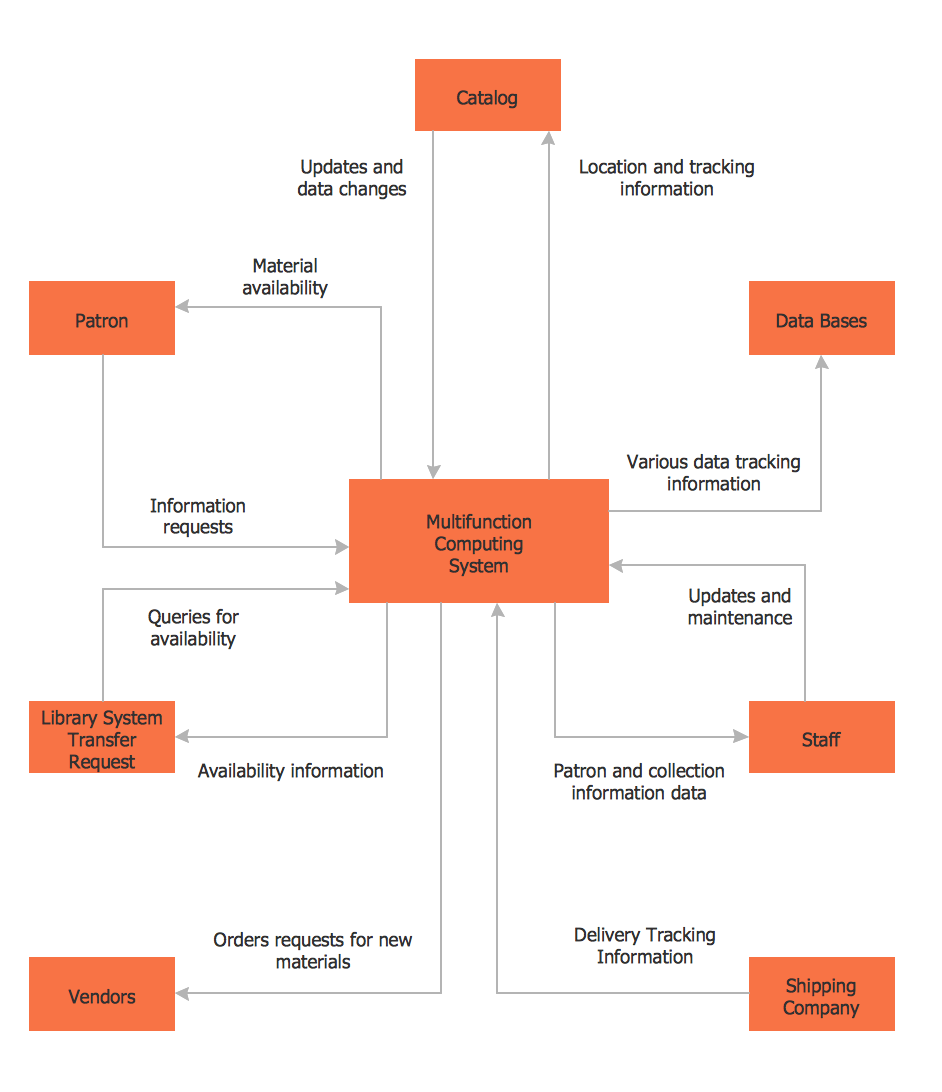 Catalog
Updates and
data changes
Location and tracking
information
Material
availability
Patron
Data Bases
Various data tracking
information
Information
requests
Multifunction
Computing
System
Updates and
maintenance
Queries for
availability
Library System
Transfer
Request
Staff
Availability information
Patron and collection
information data
Orders requests for new
materials
Delivery Tracking
Information
Vendors
Shipping
Company